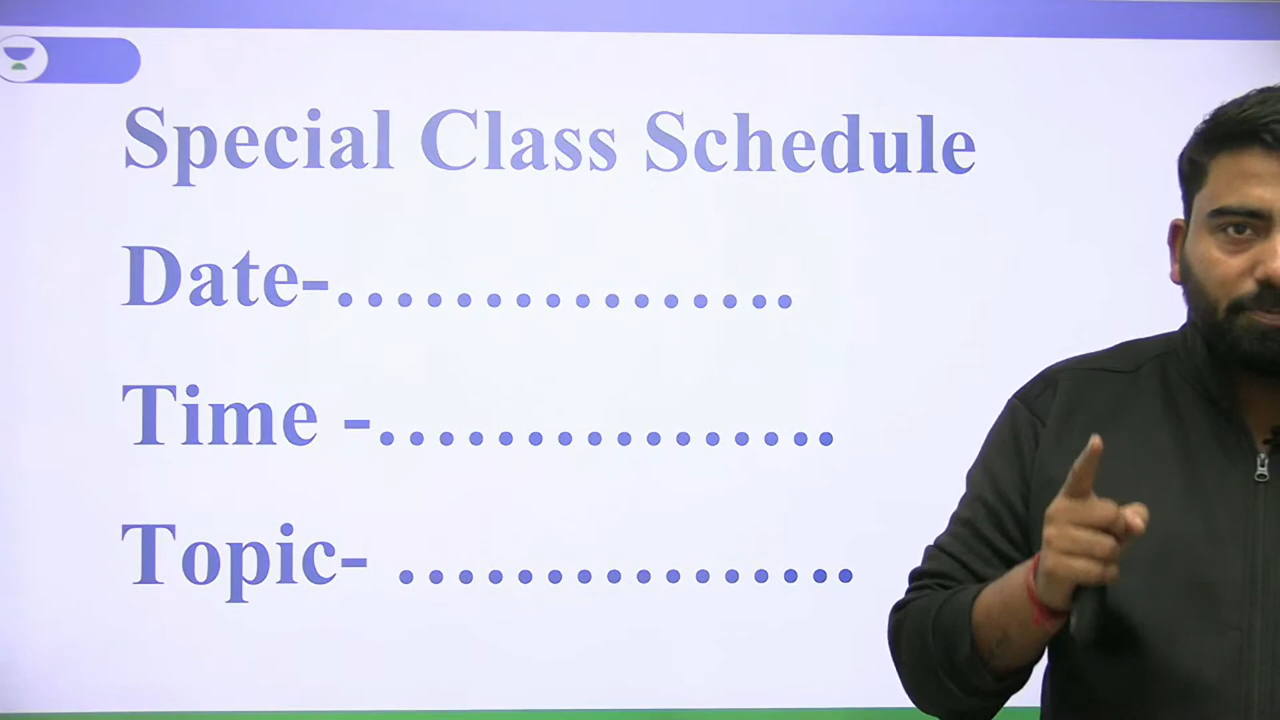 Special Class Schedule
Date-................
Time -................
Topic- ................